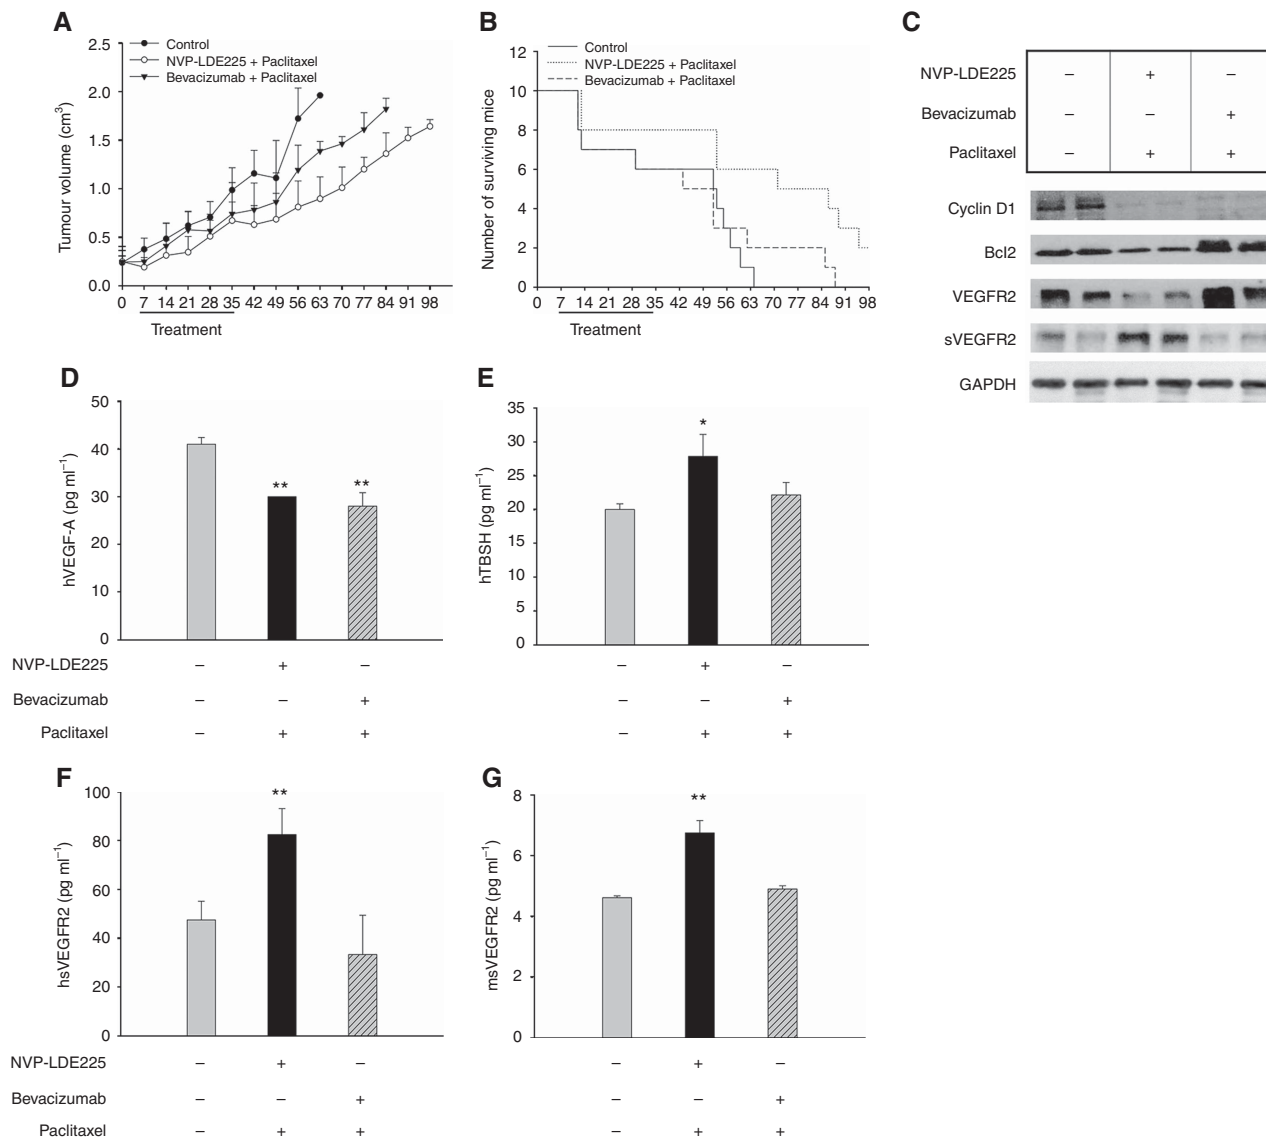 A
Control
NVP-LDE225 + Paclitaxel
Bevacizumab + Paclitaxel
Tumour volume (cm³)
2.5
2.0
1.5
1.0
0.5
0.0
0 7 14 21 28 35 42 49 56 63 70 77 84 91 98
Treatment
B
Control
NVP-LDE225 + Paclitaxel
Bevacizumab + Paclitaxel
Number of surviving mice
12
10
8
6
4
2
0
0 7 14 21 28 35 42 49 56 63 70 77 84 91 98
Treatment
C
NVP-LDE225 – + –
Bevacizumab – – +
Paclitaxel – + +
Cyclin D1
Bcl2
VEGFR2
sVEGFR2
GAPDH
D
hVEGF-A (pg ml⁻¹)
50
40
30
20
10
0
** **
NVP-LDE225 – + –
Bevacizumab – – +
Paclitaxel – + +
E
hTBSH (pg ml⁻¹)
35
30
25
20
15
10
5
0
*
– + –
– – +
– + +
F
hsVEGFR2 (pg ml⁻¹)
100
80
60
40
20
0
**
NVP-LDE225 – + –
Bevacizumab – – +
Paclitaxel – + +
G
msVEGFR2 (pg ml⁻¹)
8
6
4
2
0
**
– + –
– – +
– + +